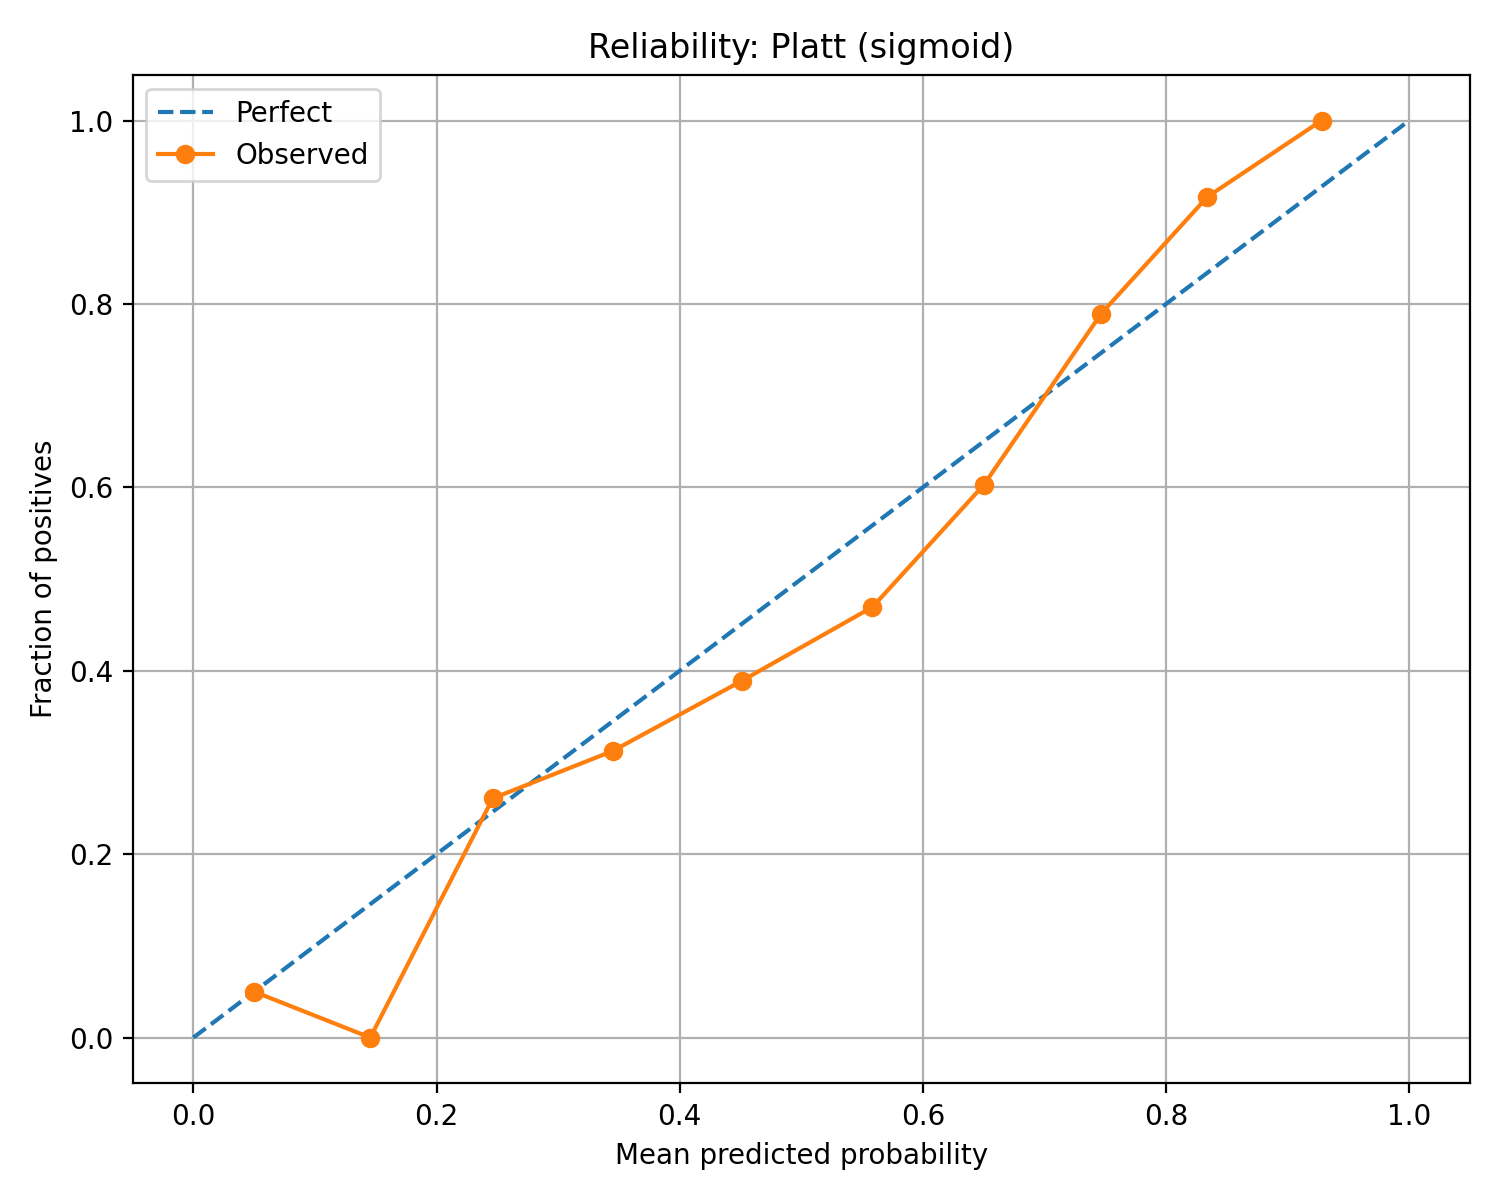 Reliability: Platt (sigmoid)
Perfect
Observed
1.0
0.8
0.6
0.4
0.2
0.0
Fraction of positives
0.0 0.2 0.4 0.6 0.8 1.0
Mean predicted probability